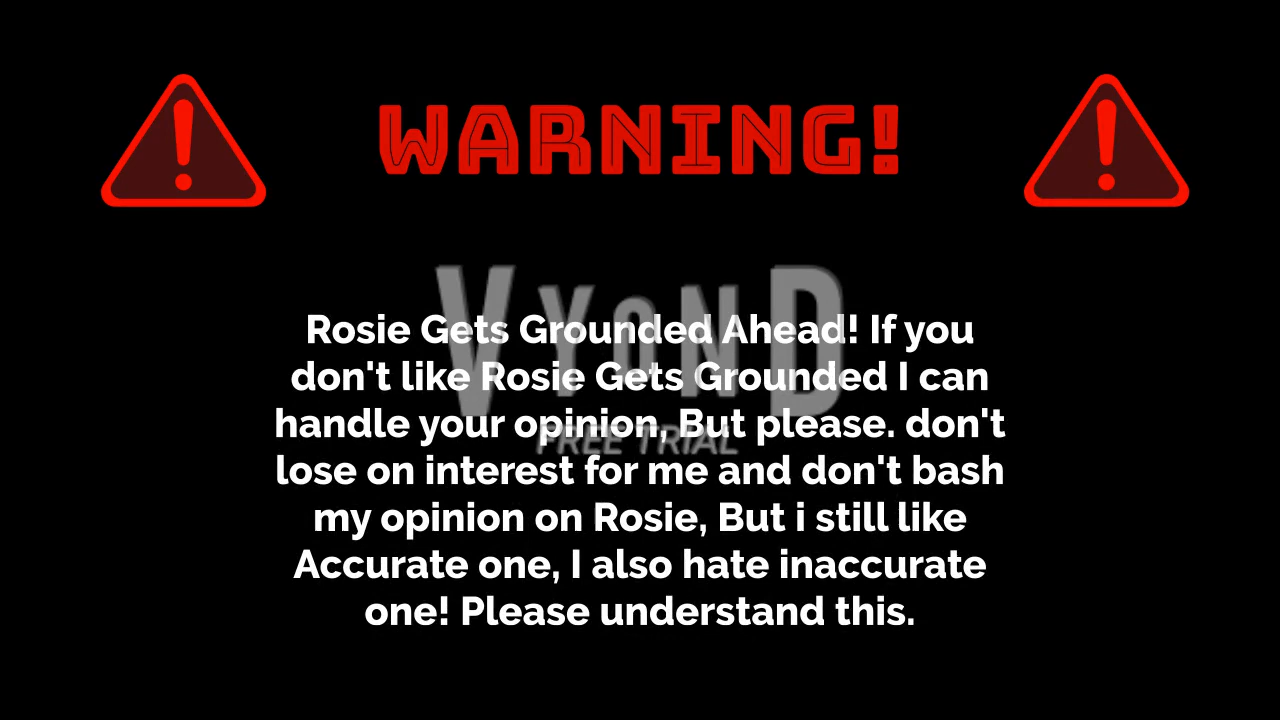 WARNING!
VYOND
FREE TRIAL
Rosie Gets Grounded Ahead! If you
don't like Rosie Gets Grounded I can
handle your opinion, But please. don't
lose on interest for me and don't bash
my opinion on Rosie, But i still like
Accurate one, I also hate inaccurate
one! Please understand this.